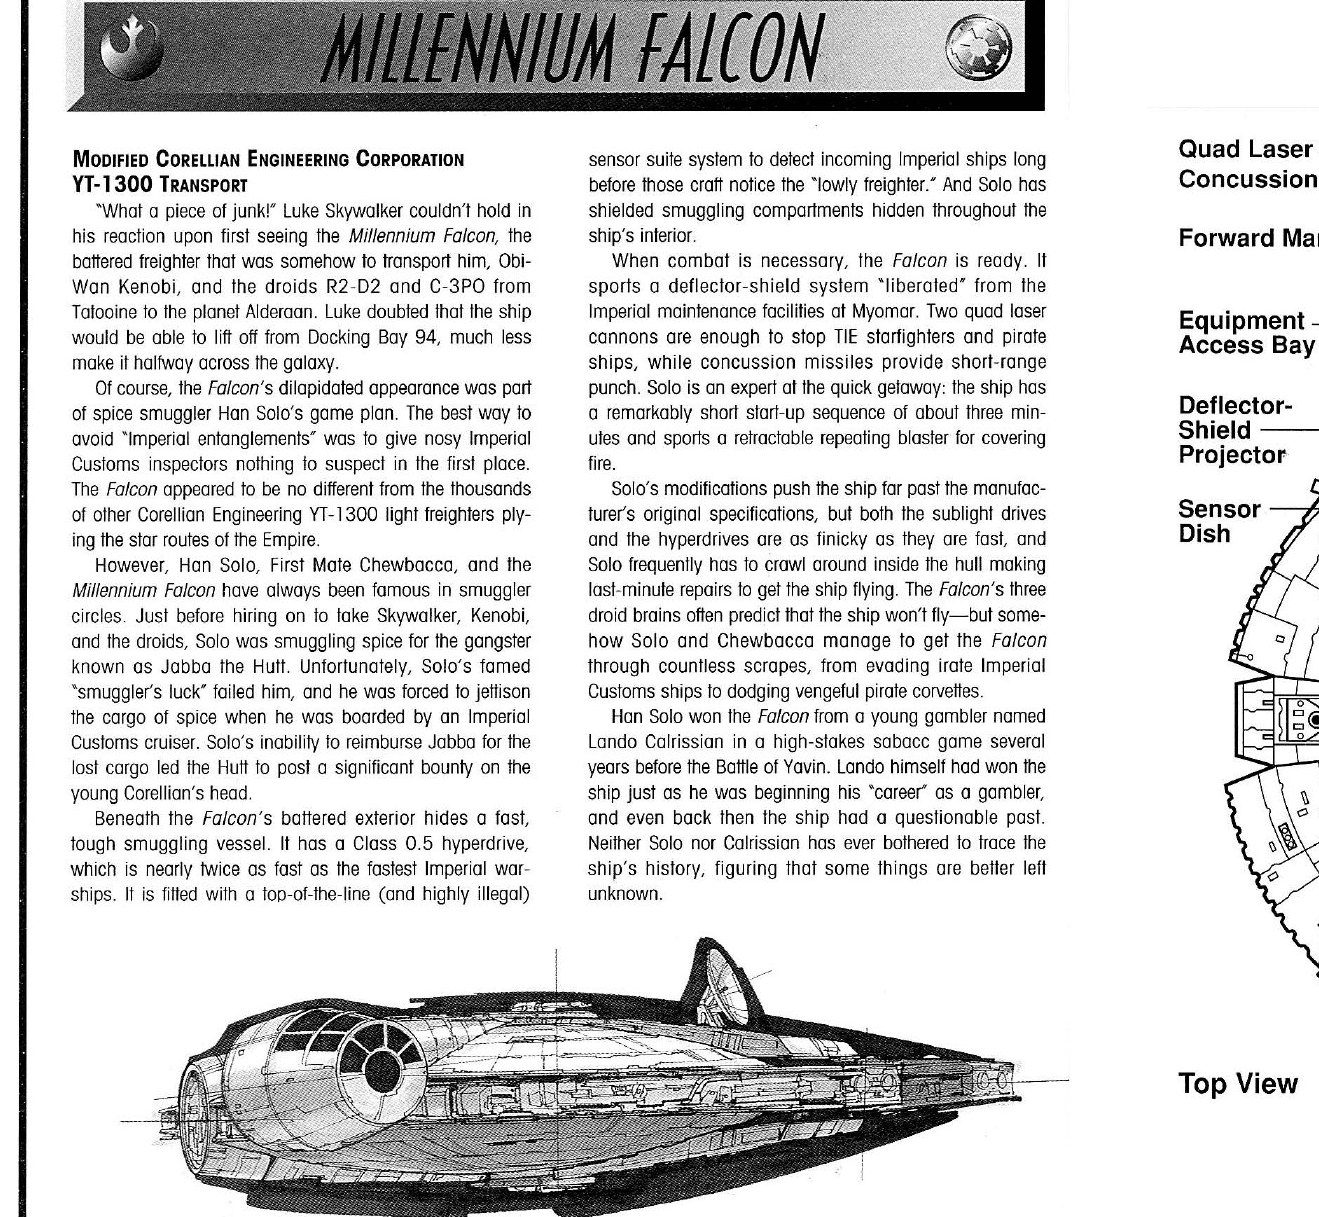 MILLENNIUM FALCON
MODIFIED CORELLIAN ENGINEERING CORPORATION
YT-1300 TRANSPORT
"What a piece of junk!" Luke Skywalker couldn't hold in
his reaction upon first seeing the Millennium Falcon, the
battered freighter that was somehow to transport him, Obi-
Wan Kenobi, and the droids R2-D2 and C-3PO from
Tatooine to the planet Alderaan. Luke doubted that the ship
would be able to lift off from Docking Bay 94, much less
make it halfway across the galaxy.
Of course, the Falcon's dilapidated appearance was part
of spice smuggler Han Solo's game plan. The best way to
avoid "Imperial entanglements" was to give nosy Imperial
Customs inspectors nothing to suspect in the first place.
The Falcon appeared to be no different from the thousands
of other Corellian Engineering YT-1300 light freighters ply-
ing the star routes of the Empire.
However, Han Solo, First Mate Chewbacca, and the
Millennium Falcon have always been famous in smuggler
circles. Just before hiring on to take Skywalker, Kenobi,
and the droids, Solo was smuggling spice for the gangster
known as Jabba the Hutt. Unfortunately, Solo's famed
"smuggler's luck" failed him, and he was forced to jettison
the cargo of spice when he was boarded by an Imperial
Customs cruiser. Solo's inability to reimburse Jabba for the
lost cargo led the Hutt to post a significant bounty on the
young Corellian's head.
Beneath the Falcon's battered exterior hides a fast,
tough smuggling vessel. It has a Class 0.5 hyperdrive,
which is nearly twice as fast as the fastest Imperial war-
ships. It is fitted with a top-of-the-line (and highly illegal)
sensor suite system to detect incoming Imperial ships long
before those craft notice the "lowly freighter." And Solo has
shielded smuggling compartments hidden throughout the
ship's interior.
When combat is necessary, the Falcon is ready. It
sports a deflector-shield system "liberated" from the
Imperial maintenance facilities at Myomar. Two quad laser
cannons are enough to stop TIE starfighters and pirate
ships, while concussion missiles provide short-range
punch. Solo is an expert at the quick getaway: the ship has
a remarkably short start-up sequence of about three min-
utes and sports a retractable repeating blaster for covering
fire.
Solo's modifications push the ship far past the manufac-
turer's original specifications, but both the sublight drives
and the hyperdrives are as finicky as they are fast, and
Solo frequently has to crawl around inside the hull making
last-minute repairs to get the ship flying. The Falcon's three
droid brains often predict that the ship won't fly—but some-
how Solo and Chewbacca manage to get the Falcon
through countless scrapes, from evading irate Imperial
Customs ships to dodging vengeful pirate corvettes.
Han Solo won the Falcon from a young gambler named
Lando Calrissian in a high-stakes sabacc game several
years before the Battle of Yavin. Lando himself had won the
ship just as he was beginning his "career" as a gambler,
and even back then the ship had a questionable past.
Neither Solo nor Calrissian has ever bothered to trace the
ship's history, figuring that some things are better left
unknown.
Quad Laser
Concussion
Forward Ma
Equipment
Access Bay
Deflector-
Shield
Projector
Sensor
Dish
Top View